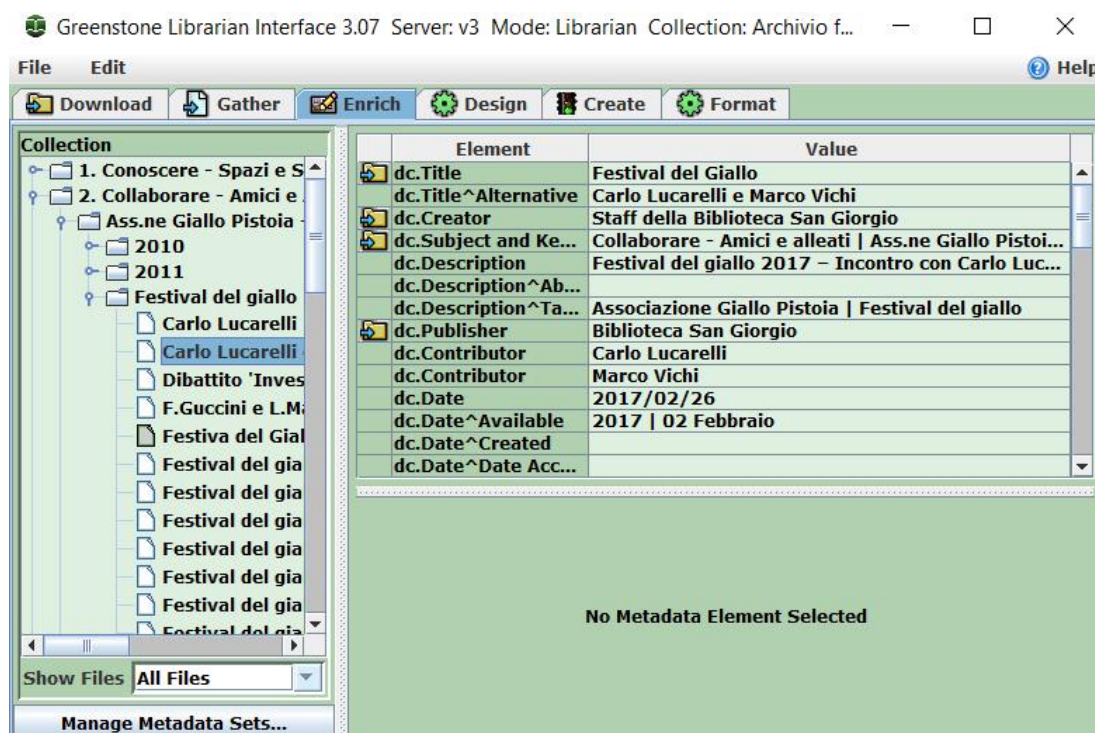 Greenstone Librarian Interface 3.07 Server: v3 Mode: Librarian Collection: Archivio f...
File Edit Help
Download Gather Enrich Design Create Format
Collection
1. Conoscere - Spazi e S
2. Collaborare - Amici e
Ass.ne Giallo Pistoia -
2010
2011
Festival del giallo
Carlo Lucarelli
Carlo Lucarelli
Dibattito 'Inves
F.Guccini e L.Ma
Festiva del Gial
Festival del gia
Festival del gia
Festival del gia
Festival del gia
Festival del gia
Festival del gia
Festival del gia
Show Files All Files
Manage Metadata Sets...
Element Value
dc.Title Festival del Giallo
dc.Title^Alternative Carlo Lucarelli e Marco Vichi
dc.Creator Staff della Biblioteca San Giorgio
dc.Subject and Ke... Collaborare - Amici e alleati | Ass.ne Giallo Pistoi...
dc.Description Festival del giallo 2017 – Incontro con Carlo Luc...
dc.Description^Ab...
dc.Description^Ta... Associazione Giallo Pistoia | Festival del giallo
dc.Publisher Biblioteca San Giorgio
dc.Contributor Carlo Lucarelli
dc.Contributor Marco Vichi
dc.Date 2017/02/26
dc.Date^Available 2017 | 02 Febbraio
dc.Date^Created
dc.Date^Date Acc...
No Metadata Element Selected